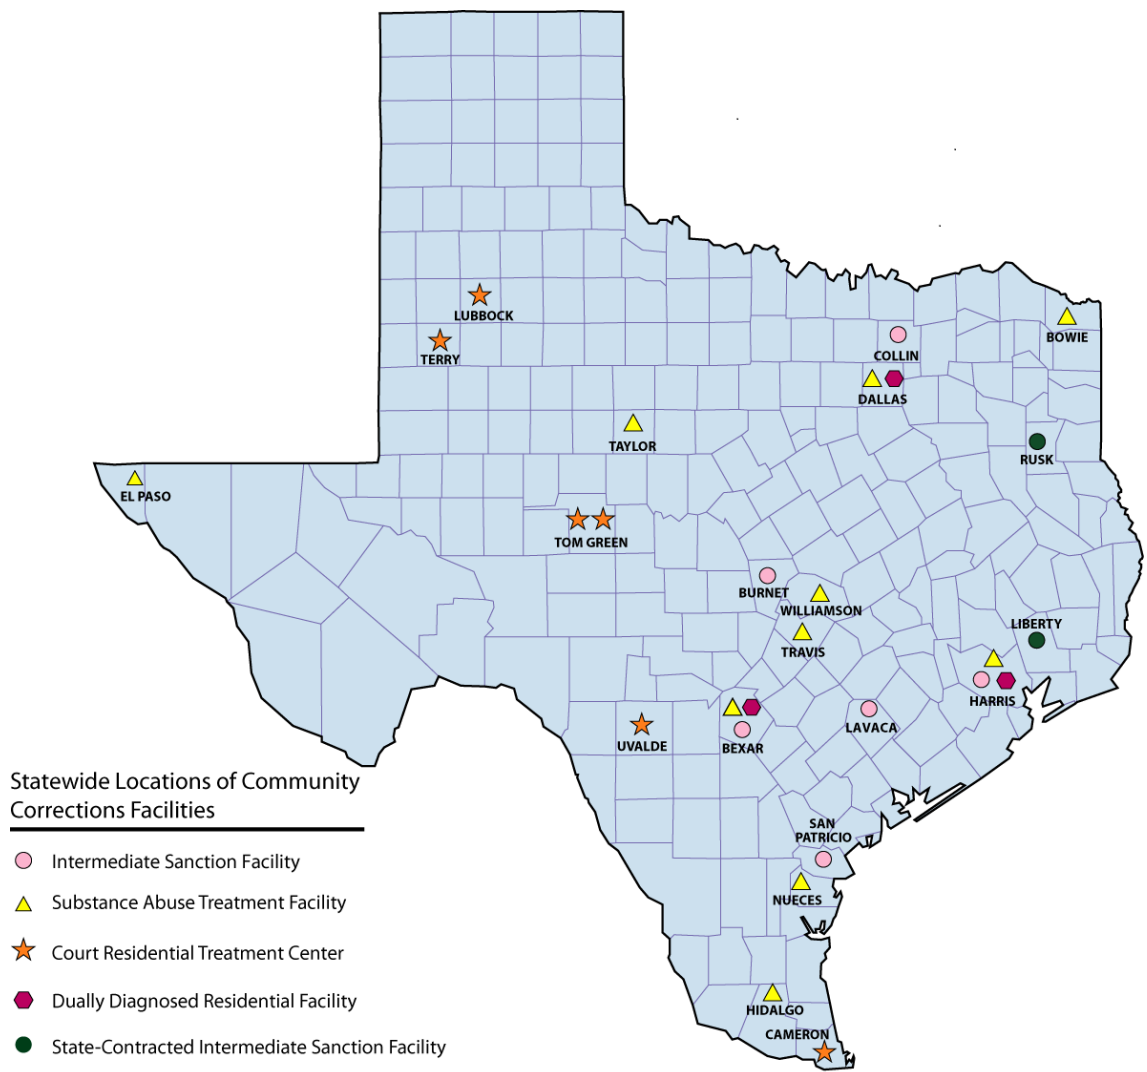 LUBBOCK
TERRY
COLLIN
BOWIE
DALLAS
TAYLOR
RUSK
EL PASO
TOM GREEN
BURNET
WILLIAMSON
LIBERTY
TRAVIS
HARRIS
LAVACA
UVALDE
BEXAR
SAN
PATRICIO
NUECES
HIDALGO
CAMERON
Statewide Locations of Community
Corrections Facilities
Intermediate Sanction Facility
Substance Abuse Treatment Facility
Court Residential Treatment Center
Dually Diagnosed Residential Facility
State-Contracted Intermediate Sanction Facility